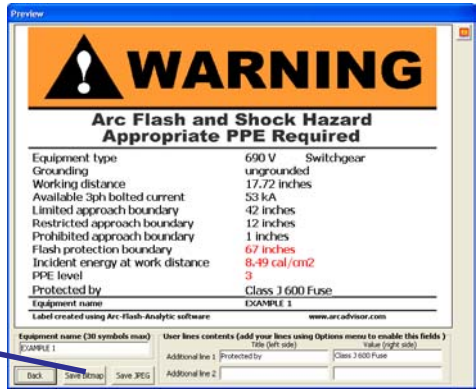 Preview
WARNING
Arc Flash and Shock Hazard
Appropriate PPE Required
Equipment type 690 V Switchgear
Grounding ungrounded
Working distance 17.72 inches
Available 3ph bolted current 53 kA
Limited approach boundary 42 inches
Restricted approach boundary 12 inches
Prohibited approach boundary 1 inches
Flash protection boundary 67 inches
Incident energy at work distance 8.49 cal/cm2
PPE level 3
Protected by Class J 600 Fuse
Equipment name EXAMPLE 1
Label created using Arc-Flash-Analytic software www.arcadvisor.com
Equipment name (30 symbols max) User lines contents (add your lines using Options menu to enable this fields )
Title (left side) Value (right side)
EXAMPLE 1 Additional line 1 Protected by Class J 600 Fuse
Back Save Bitmap Save JPEG Additional line 2